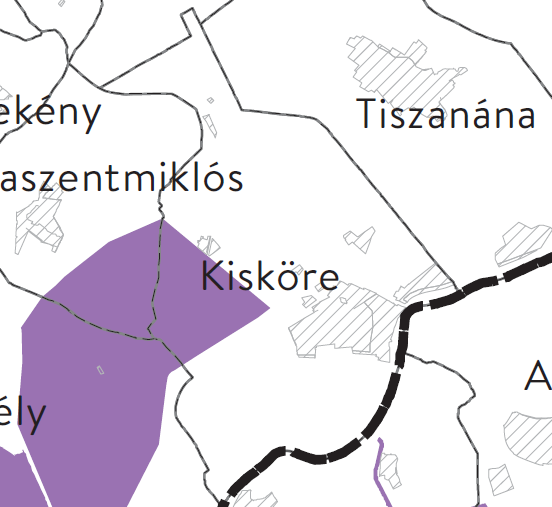 Tiszanána
ekény
aszentmiklós
Kisköre
A
ély